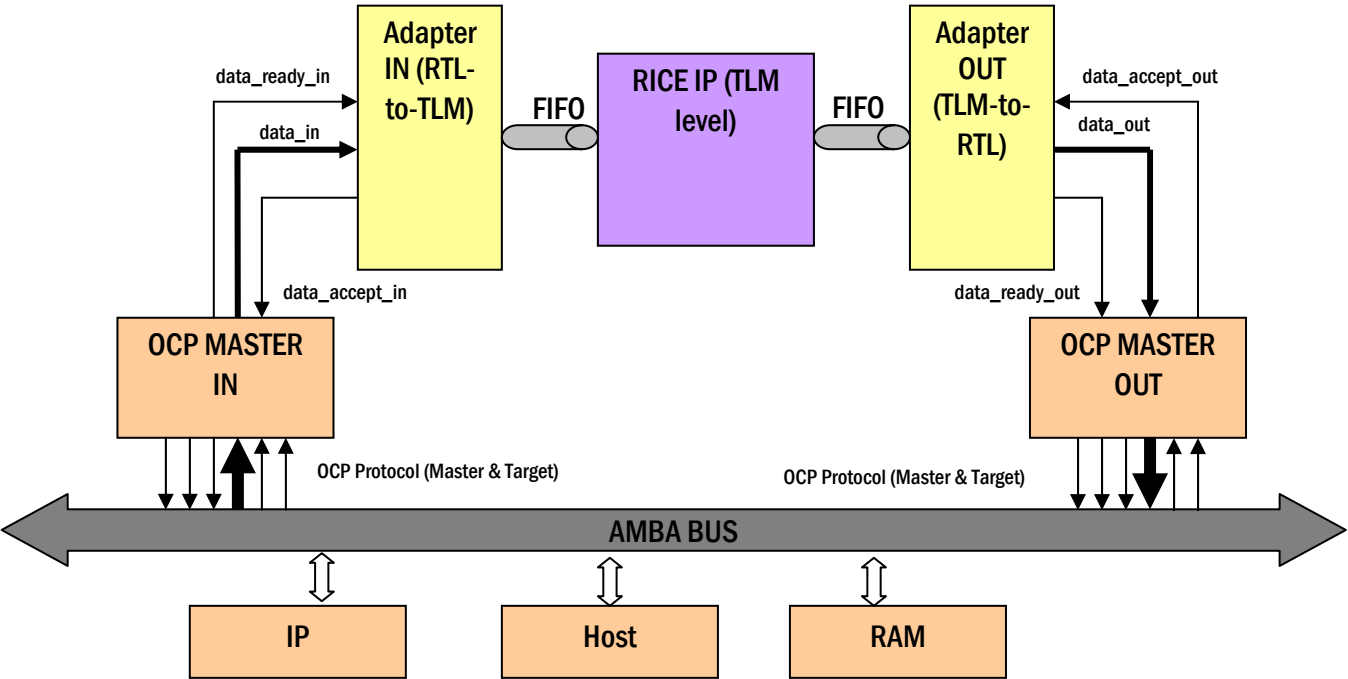 Adapter
IN (RTL-
to-TLM)
RICE IP (TLM
level)
Adapter
OUT
(TLM-to-
RTL)
data_ready_in
data_in
FIFO
FIFO
data_accept_out
data_out
data_accept_in
data_ready_out
OCP MASTER
IN
OCP MASTER
OUT
OCP Protocol (Master & Target)
OCP Protocol (Master & Target)
AMBA BUS
IP
Host
RAM